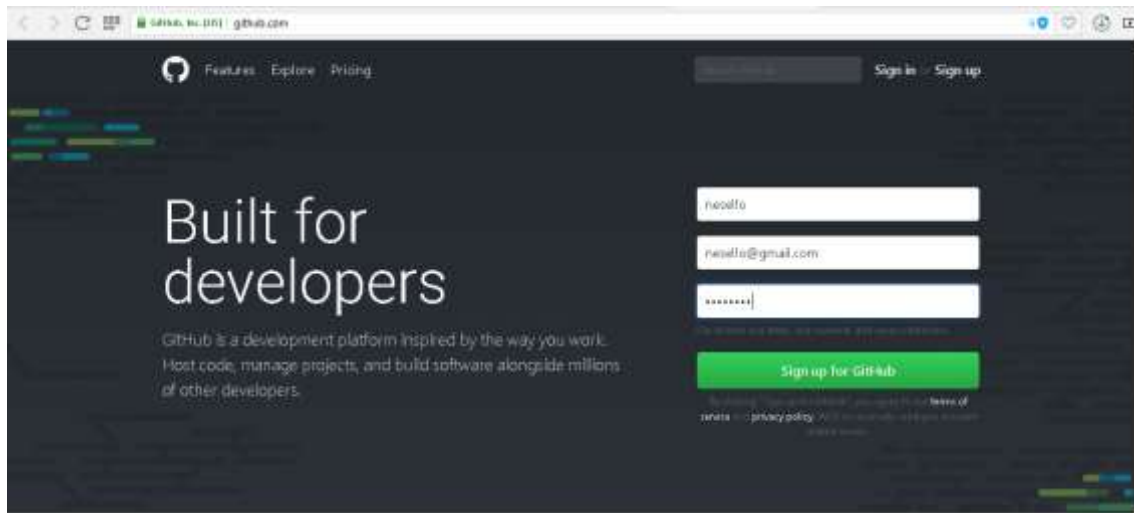 GitHub, Inc. [US] github.com
Features Explore Pricing
Sign in Sign up
Built for
developers
GitHub is a development platform inspired by the way you work.
Host code, manage projects, and build software alongside millions
of other developers.
@gmail.com
••••••••
Sign up for GitHub
terms of
service privacy policy.